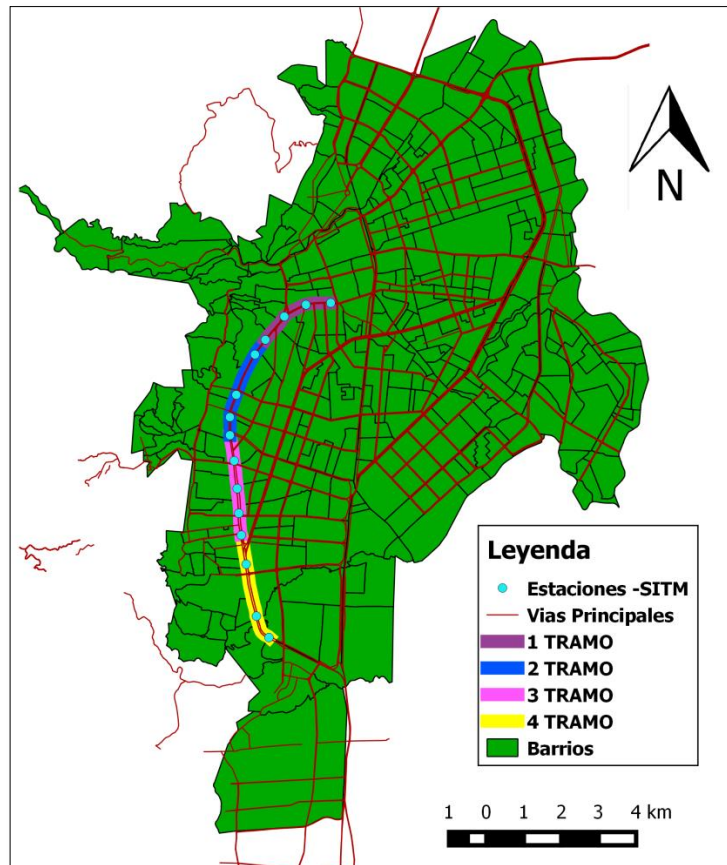 N
Leyenda
Estaciones -SITM
Vias Principales
1 TRAMO
2 TRAMO
3 TRAMO
4 TRAMO
Barrios
1 0 1 2 3 4 km